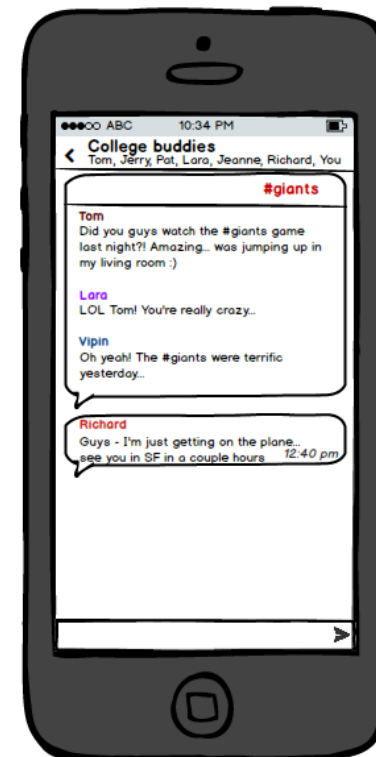 ABC 10:34 PM
College buddies
Tom, Jerry, Pat, Lara, Jeanne, Richard, You
#giants
Tom
Did you guys watch the #giants game
last night?! Amazing... was jumping up in
my living room :)
Lara
LOL Tom! You're really crazy...
Vipin
Oh yeah! The #giants were terrific
yesterday...
Richard
Guys - I'm just getting on the plane...
see you in SF in a couple hours 12:40 pm